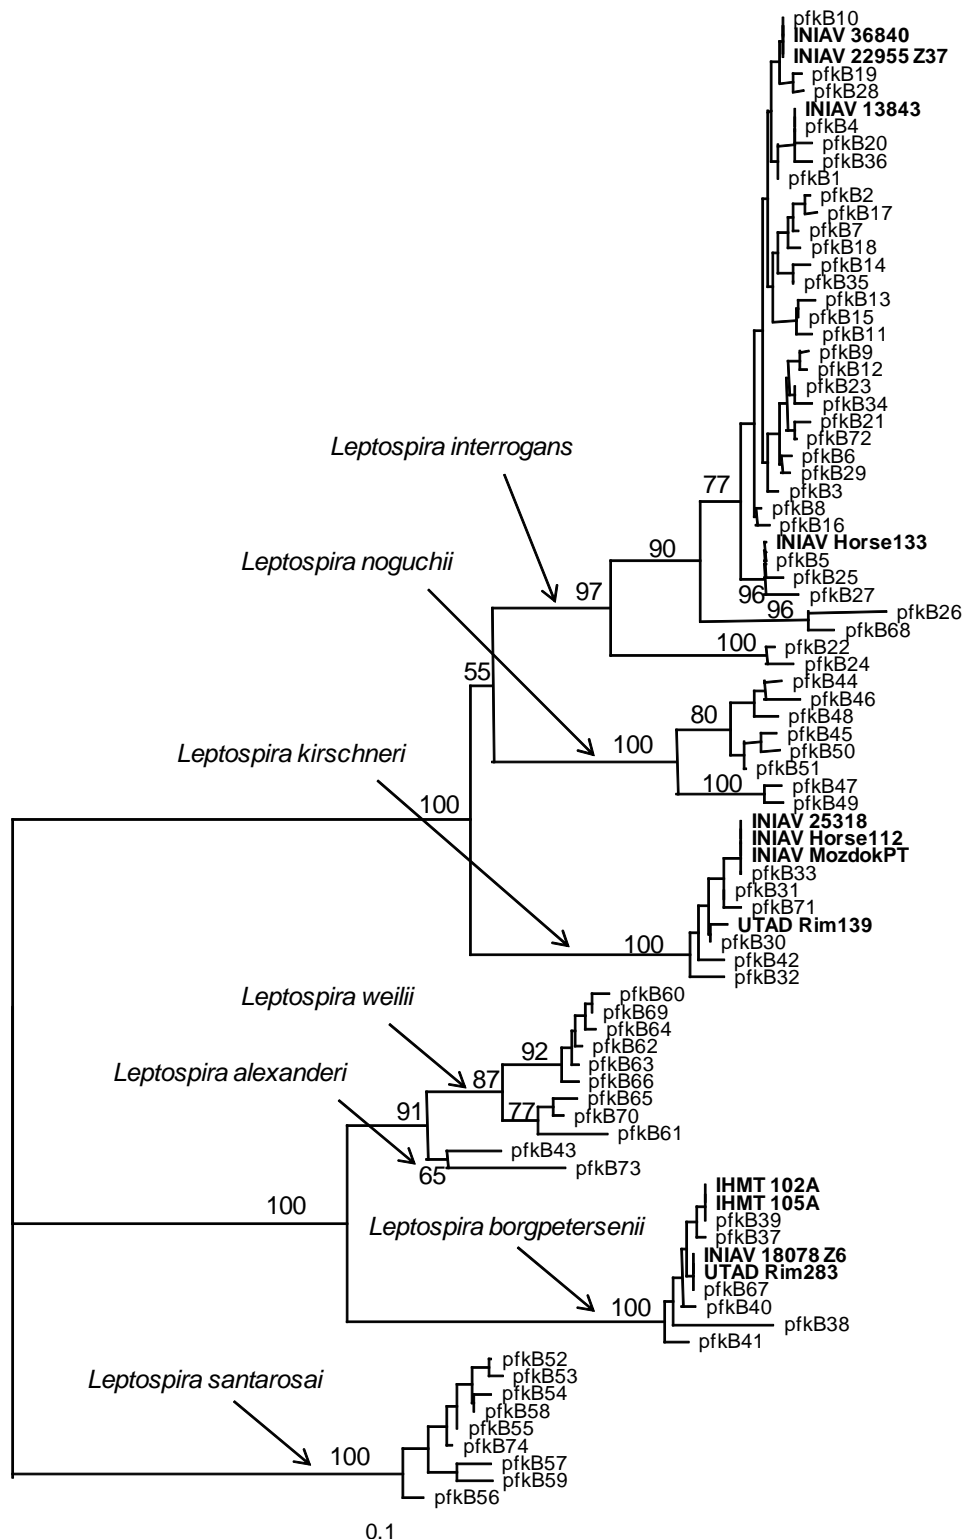 pfkB10
INIAV 36840
INIAV 22955 Z37
pfkB19
pfkB28
INIAV 13843
pfkB4
pfkB20
pfkB36
pfkB1
pfkB2
pfkB17
pfkB7
pfkB18
pfkB14
pfkB35
pfkB13
pfkB15
pfkB11
pfkB9
pfkB12
pfkB23
pfkB34
pfkB21
pfkB72
Leptospira interrogans
pfkB6
pfkB29
77
pfkB3
pfkB8
pfkB16
INIAV Horse133
90
Leptospira noguchii
pfkB5
pfkB25
97
96
pfkB27
96
pfkB26
pfkB68
100
pfkB22
pfkB24
55
pfkB44
pfkB46
80
pfkB48
pfkB45
100
Leptospira kirschneri
pfkB50
pfkB51
100
pfkB47
pfkB49
100
INIAV 25318
INIAV Horse112
INIAV MozdokPT
pfkB33
pfkB31
pfkB71
UTAD Rim139
100
pfkB30
pfkB42
pfkB32
Leptospira weilii
pfkB60
pfkB69
pfkB64
92
pfkB62
Leptospira alexanderi
87
pfkB63
pfkB66
91
77
pfkB65
pfkB70
pfkB61
pfkB43
65
pfkB73
100
IHMT 102A
IHMT 105A
Leptospira borgpetersenii
pfkB39
pfkB37
INIAV 18078 Z6
UTAD Rim283
pfkB67
100
pfkB40
pfkB38
pfkB41
Leptospira santarosai
pfkB52
pfkB53
pfkB54
pfkB58
pfkB55
pfkB74
100
pfkB57
pfkB59
pfkB56
0.1